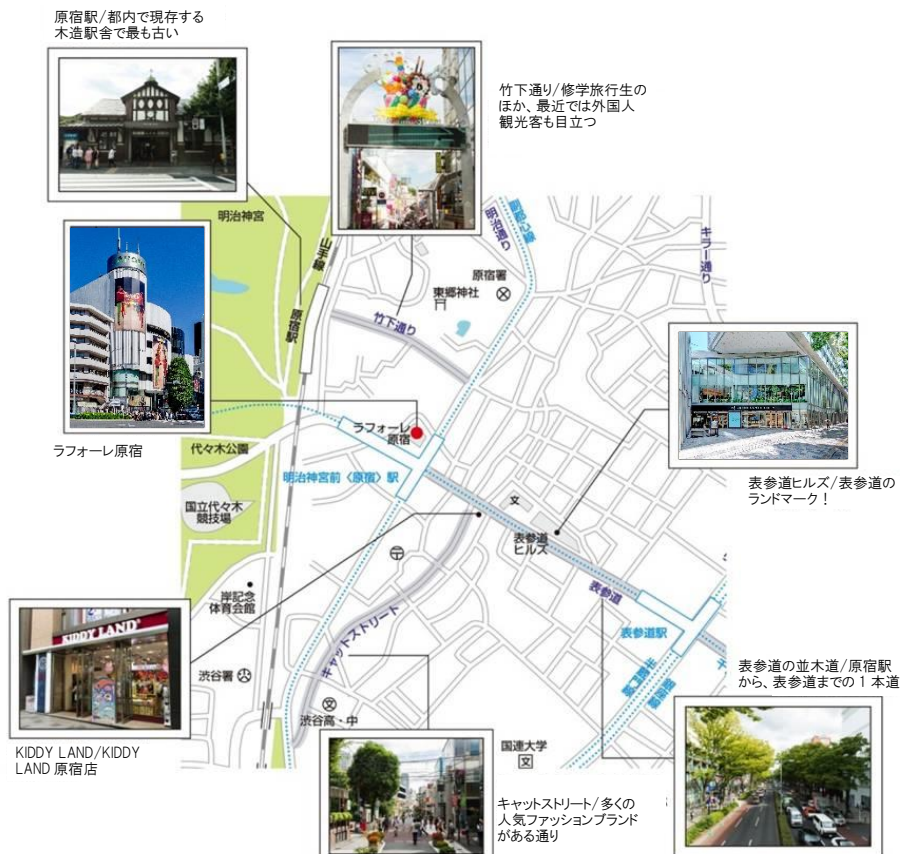 原宿駅/都内で現存する
木造駅舎で最も古い
竹下通り/修学旅行生の
ほか、最近では外国人
観光客も目立つ
明治神宮
山手線
原宿駅
明治通り
副都心線
キラー通り
原宿署
東郷神社
竹下通り
ラフォーレ
原宿
ラフォーレ原宿
代々木公園
明治神宮前〈原宿〉駅
国立代々木
競技場
文
表参道
ヒルズ
表参道ヒルズ/表参道の
ランドマーク!
岸記念
体育会館
表参道
キャットストリート
表参道駅
KIDDY LAND
渋谷署
文
渋谷高・中
表参道の並木道/原宿駅
から、表参道までの1本道
KIDDY LAND/KIDDY
LAND 原宿店
国連大学
文
キャットストリート/多くの
人気ファッションブランド
がある通り